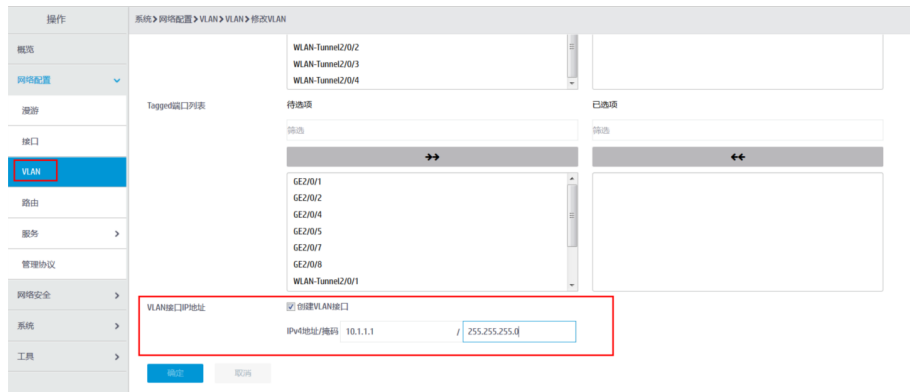 操作
系统>网络配置>VLAN>VLAN>修改VLAN
概览
网络配置
漫游
接口
VLAN
路由
服务
管理协议
网络安全
系统
工具
WLAN-Tunnel2/0/2
WLAN-Tunnel2/0/3
WLAN-Tunnel2/0/4
Tagged端口列表
待选项
已选项
筛选
筛选
GE2/0/1
GE2/0/2
GE2/0/4
GE2/0/5
GE2/0/7
GE2/0/8
WLAN-Tunnel2/0/1
VLAN接口IP地址
创建VLAN接口
IPv4地址/掩码 10.1.1.1 / 255.255.255.0
确定
取消